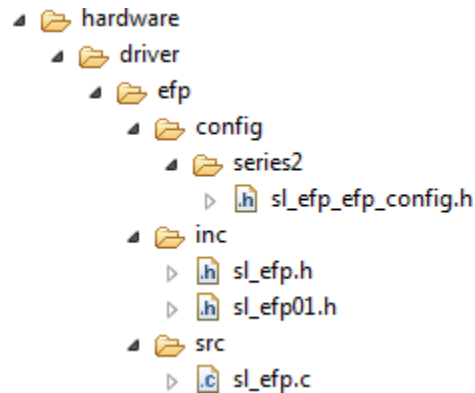 hardware
driver
efp
config
series2
.h sl_efp_efp_config.h
inc
.h sl_efp.h
.h sl_efp01.h
src
.c sl_efp.c